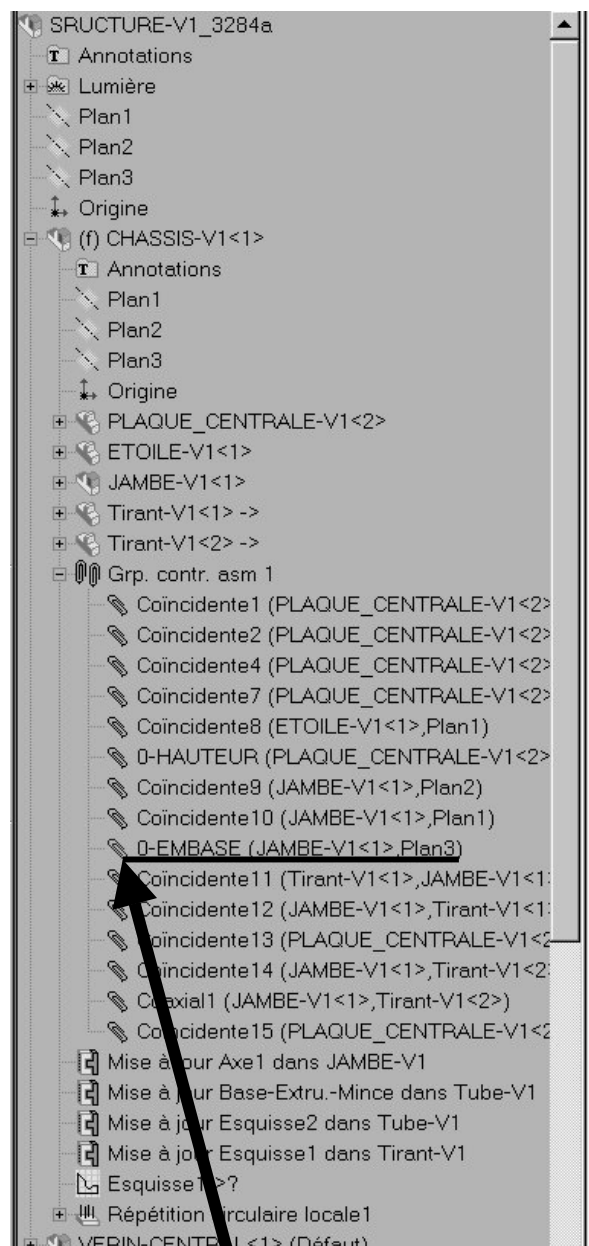 SRUCTURE-V1_3284a
Annotations
Lumière
Plan1
Plan2
Plan3
Origine
(f) CHASSIS-V1<1>
Annotations
Plan1
Plan2
Plan3
Origine
PLAQUE_CENTRALE-V1<2>
ETOILE-V1<1>
JAMBE-V1<1>
Tirant-V1<1> ->
Tirant-V1<2> ->
Grp. contr. asm 1
Coïncidente1 (PLAQUE_CENTRALE-V1<2>
Coïncidente2 (PLAQUE_CENTRALE-V1<2>
Coïncidente4 (PLAQUE_CENTRALE-V1<2>
Coïncidente7 (PLAQUE_CENTRALE-V1<2>
Coïncidente8 (ETOILE-V1<1>,Plan1)
0-HAUTEUR (PLAQUE_CENTRALE-V1<2>
Coïncidente9 (JAMBE-V1<1>,Plan2)
Coïncidente10 (JAMBE-V1<1>,Plan1)
0-EMBASE (JAMBE-V1<1>,Plan3)
Coïncidente11 (Tirant-V1<1>,JAMBE-V1<1>
Coïncidente12 (JAMBE-V1<1>,Tirant-V1<1>
Coïncidente13 (PLAQUE_CENTRALE-V1<2
Coïncidente14 (JAMBE-V1<1>,Tirant-V1<2>
Coaxial1 (JAMBE-V1<1>,Tirant-V1<2>)
Coïncidente15 (PLAQUE_CENTRALE-V1<2
Mise à jour Axe1 dans JAMBE-V1
Mise à jour Base-Extru.-Mince dans Tube-V1
Mise à jour Esquisse2 dans Tube-V1
Mise à jour Esquisse1 dans Tirant-V1
Esquisse1 ->?
Répétition circulaire locale1
VERIN-CENTRAL<1> (Défaut)